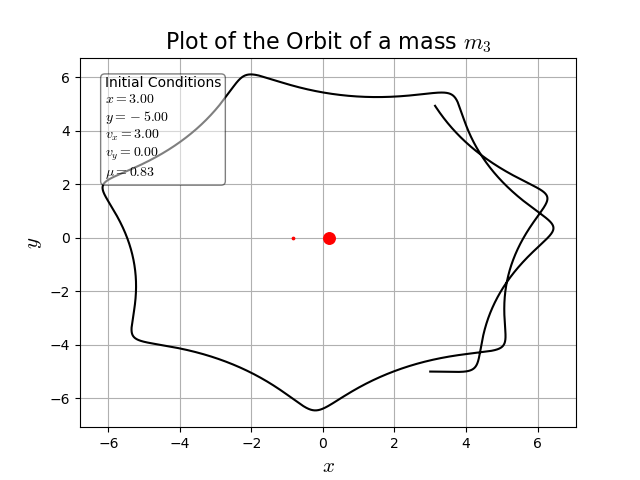 Plot of the Orbit of a mass m₃
Initial Conditions
x = 3.00
y = −5.00
vₓ = 3.00
v_y = 0.00
μ = 0.83
6
4
2
0
−2
−4
−6
y
−6
−4
−2
0
2
4
6
x